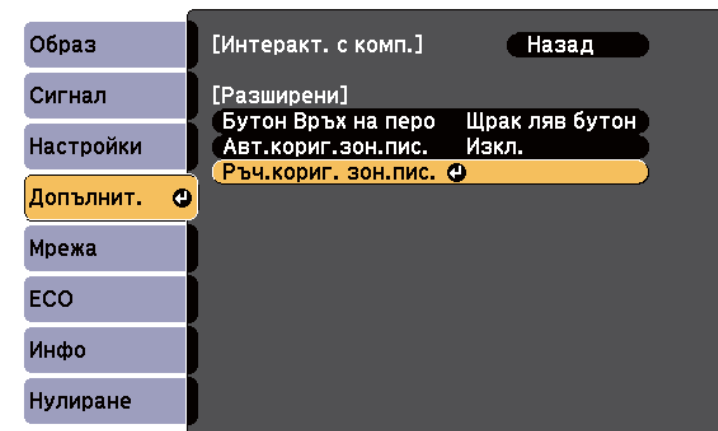 Образ
Сигнал
Настройки
Допълнит.
Мрежа
ECO
Инфо
Нулиране
[Интеракт. с комп.] Назад
[Разширени]
Бутон Връх на перо Щрак ляв бутон
Авт.кориг.зон.пис. Изкл.
Ръч.кориг. зон.пис.